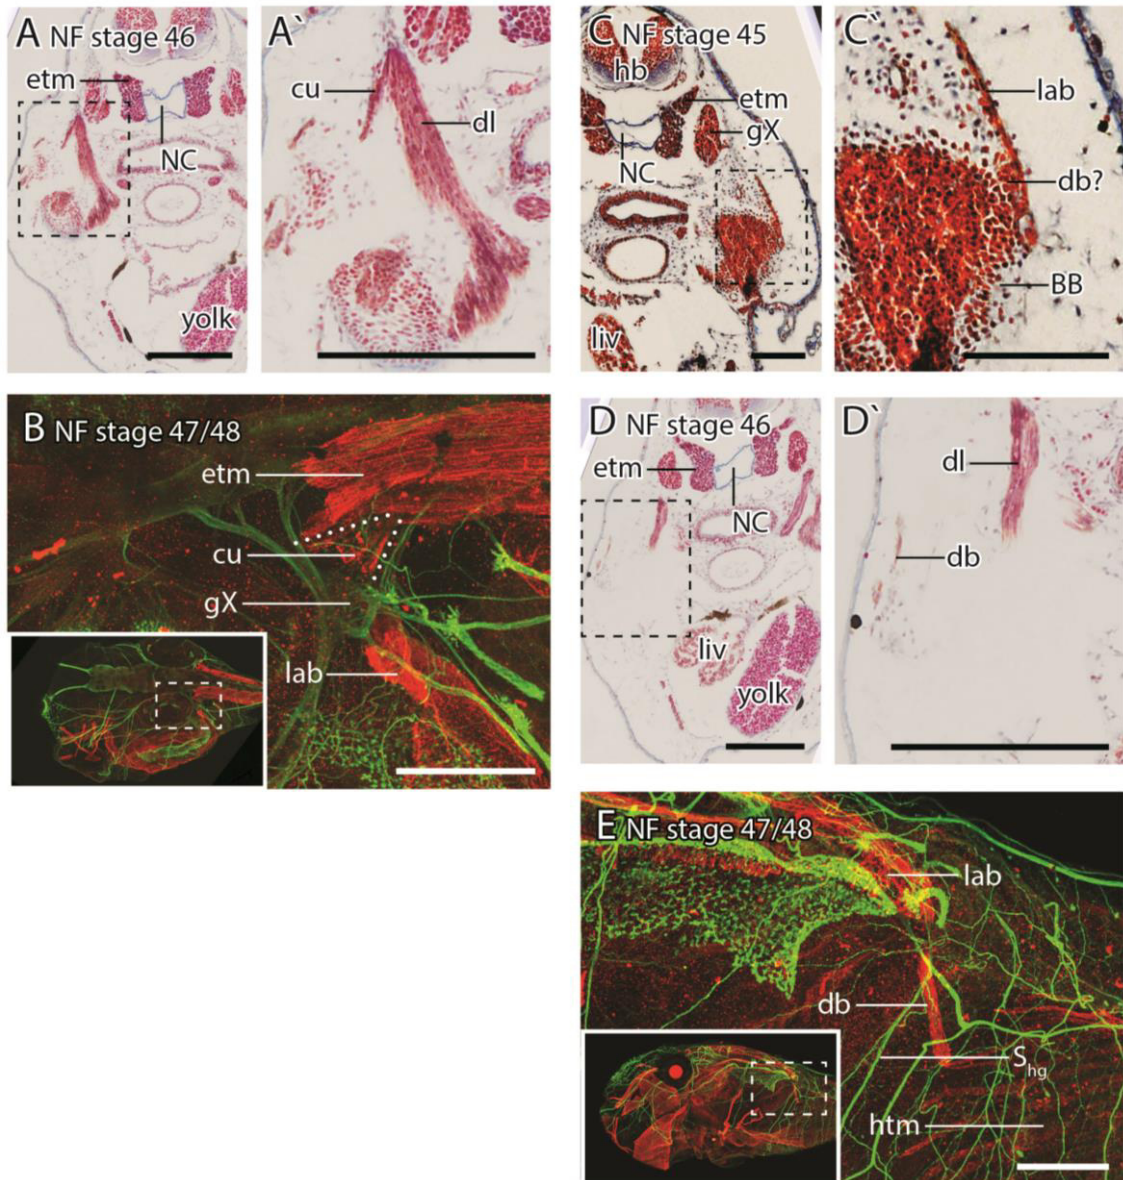 A NF stage 46
etm
NC
yolk
A`
cu
dl
B NF stage 47/48
etm
cu
gX
lab
C NF stage 45
hb
etm
gX
NC
liv
C`
lab
db?
BB
D NF stage 46
etm
NC
liv
yolk
D`
dl
db
E NF stage 47/48
lab
db
Shg
htm